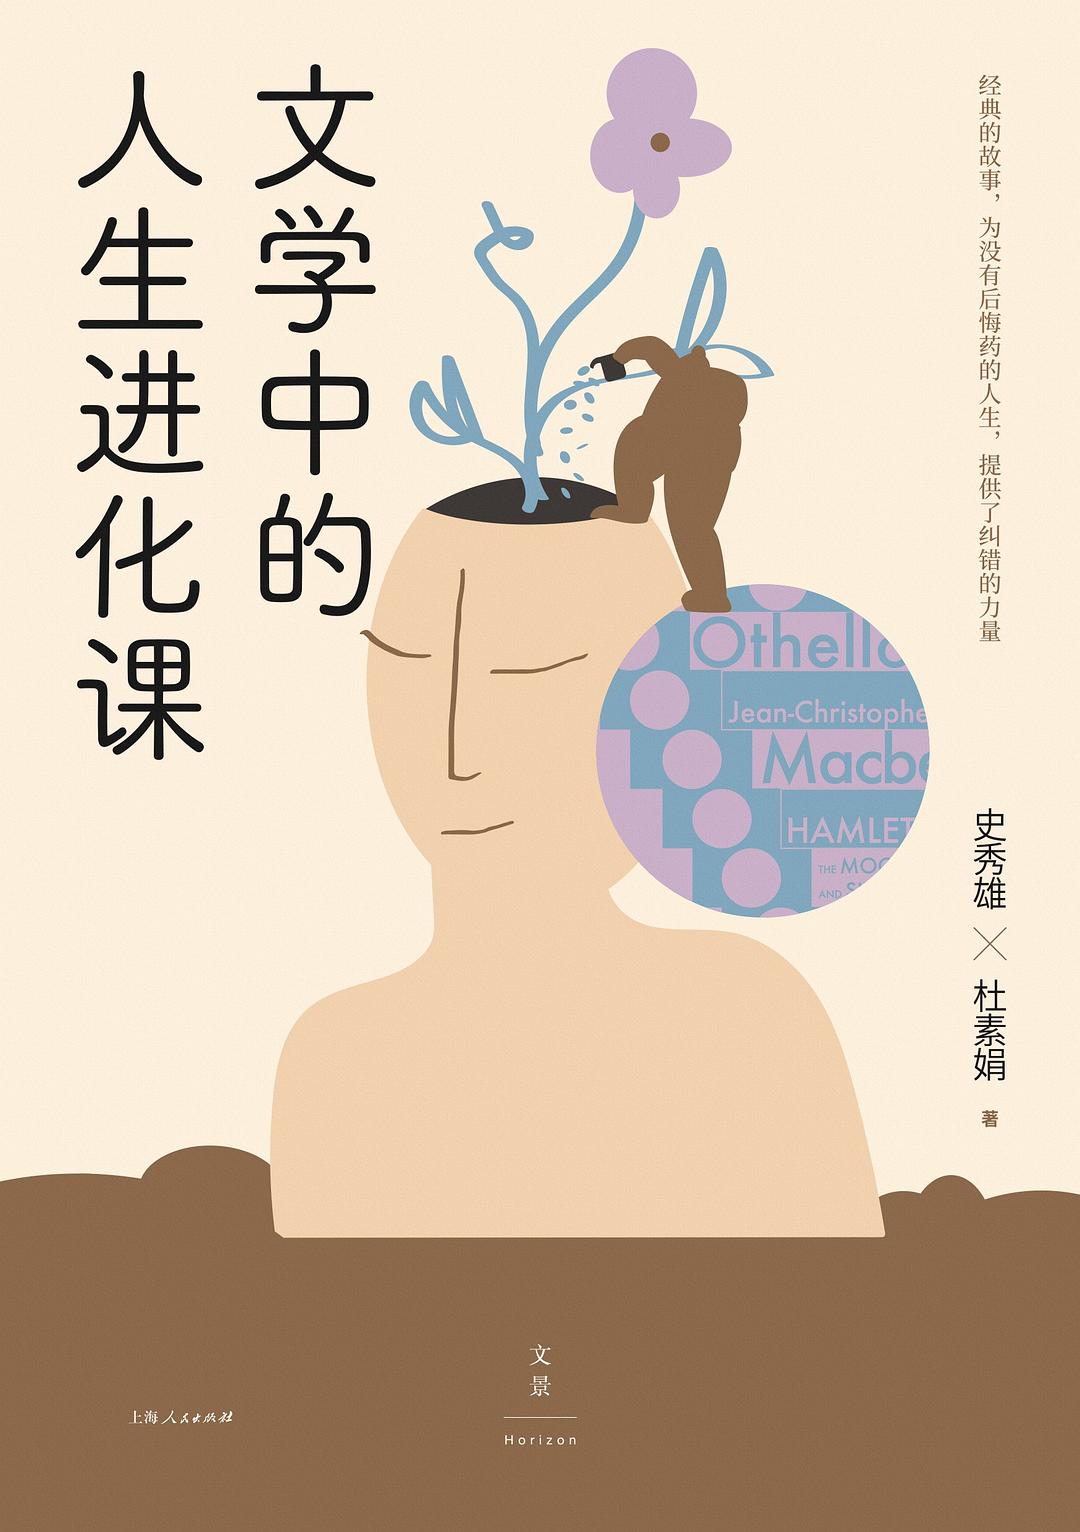 文学中的
人生进化课
经典的故事，为没有后悔药的人生，提供了纠错的力量
史秀雄×杜素娟
著
Othello
Jean-Christophe
Macbe
HAMLET
THE MOO
AND S
上海人民出版社
文景
Horizon